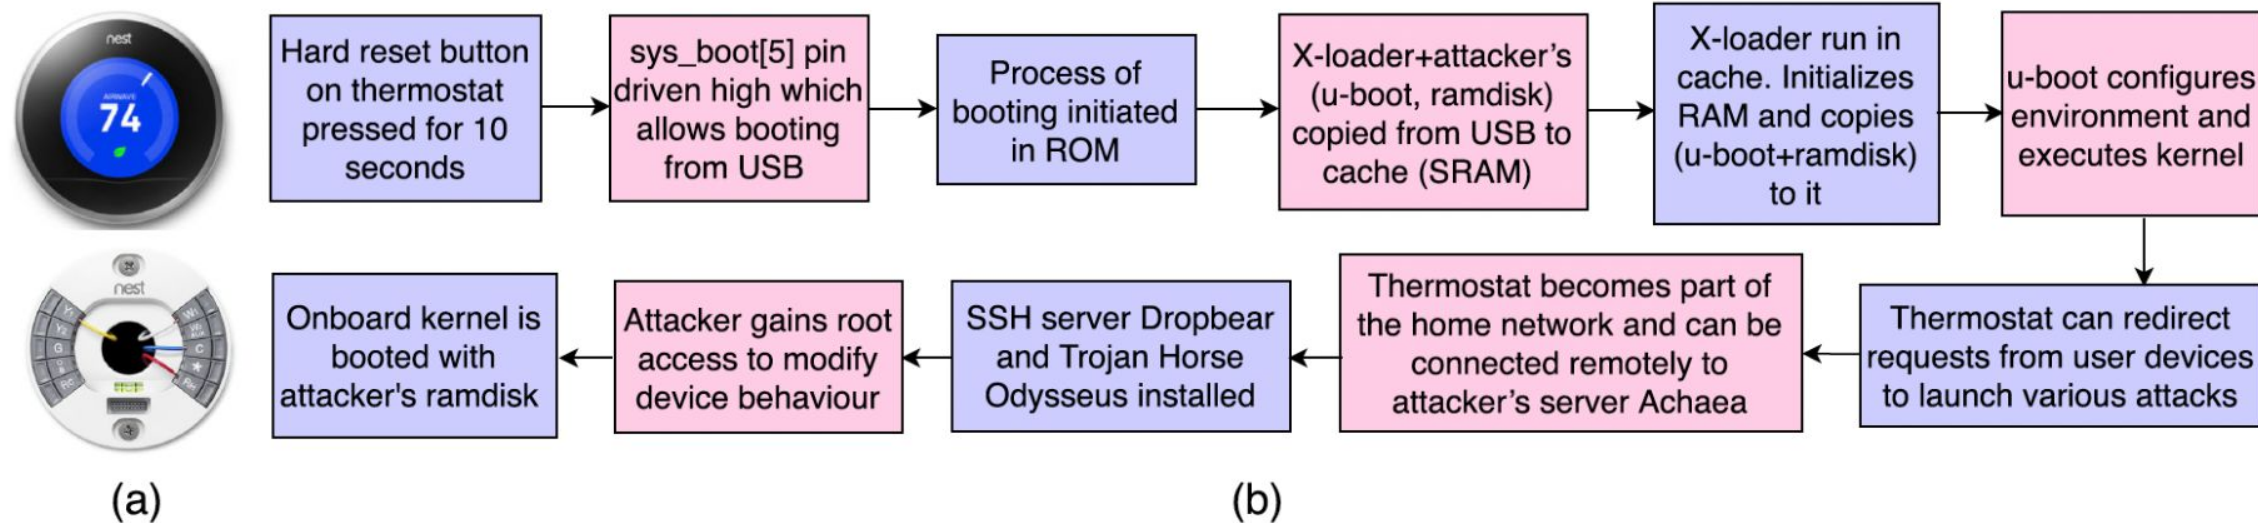 nest
AIRWAVE
74
Hard reset button
on thermostat
pressed for 10
seconds
sys_boot[5] pin
driven high which
allows booting
from USB
Process of
booting initiated
in ROM
X-loader+attacker's
(u-boot, ramdisk)
copied from USB to
cache (SRAM)
X-loader run in
cache. Initializes
RAM and copies
(u-boot+ramdisk)
to it
u-boot configures
environment and
executes kernel
nest
Y1
Y2
G
W1
C
Onboard kernel is
booted with
attacker's ramdisk
Attacker gains root
access to modify
device behaviour
SSH server Dropbear
and Trojan Horse
Odysseus installed
Thermostat becomes part of
the home network and can be
connected remotely to
attacker's server Achaea
Thermostat can redirect
requests from user devices
to launch various attacks
(a)
(b)